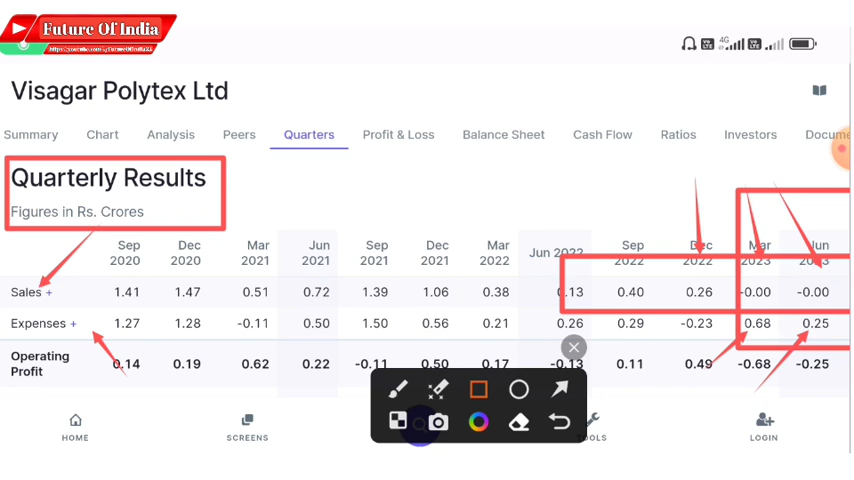 Future Of India
Visagar Polytex Ltd
Summary Chart Analysis Peers Quarters Profit & Loss Balance Sheet Cash Flow Ratios Investors Docum
Quarterly Results
Figures in Rs. Crores
Sep 2020 Dec 2020 Mar 2021 Jun 2021 Sep 2021 Dec 2021 Mar 2022 Jun 2022 Sep 2022 Dec 2022 Mar 2023 Jun 2023
Sales + 1.41 1.47 0.51 0.72 1.39 1.06 0.38 0.13 0.40 0.26 -0.00 -0.00
Expenses + 1.27 1.28 -0.11 0.50 1.50 0.56 0.21 0.26 0.29 -0.23 0.68 0.25
Operating Profit 0.14 0.19 0.62 0.22 -0.11 0.50 0.17 -0.13 0.11 0.49 -0.68 -0.25
HOME SCREENS TOOLS LOGIN